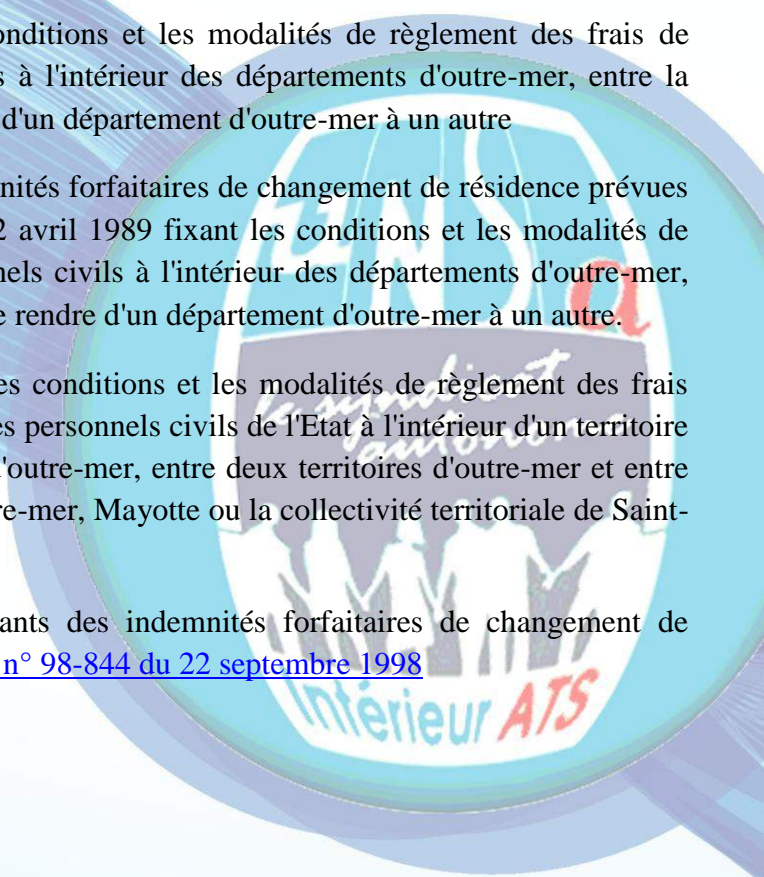 onditions et les modalités de règlement des frais de
s à l'intérieur des départements d'outre-mer, entre la
d'un département d'outre-mer à un autre
nités forfaitaires de changement de résidence prévues
2 avril 1989 fixant les conditions et les modalités de
nels civils à l'intérieur des départements d'outre-mer,
e rendre d'un département d'outre-mer à un autre.
es conditions et les modalités de règlement des frais
es personnels civils de l'Etat à l'intérieur d'un territoire
l'outre-mer, entre deux territoires d'outre-mer et entre
re-mer, Mayotte ou la collectivité territoriale de Saint-
ants des indemnités forfaitaires de changement de
n° 98-844 du 22 septembre 1998
UNSa
le syndicat
autonome
Intérieur ATS